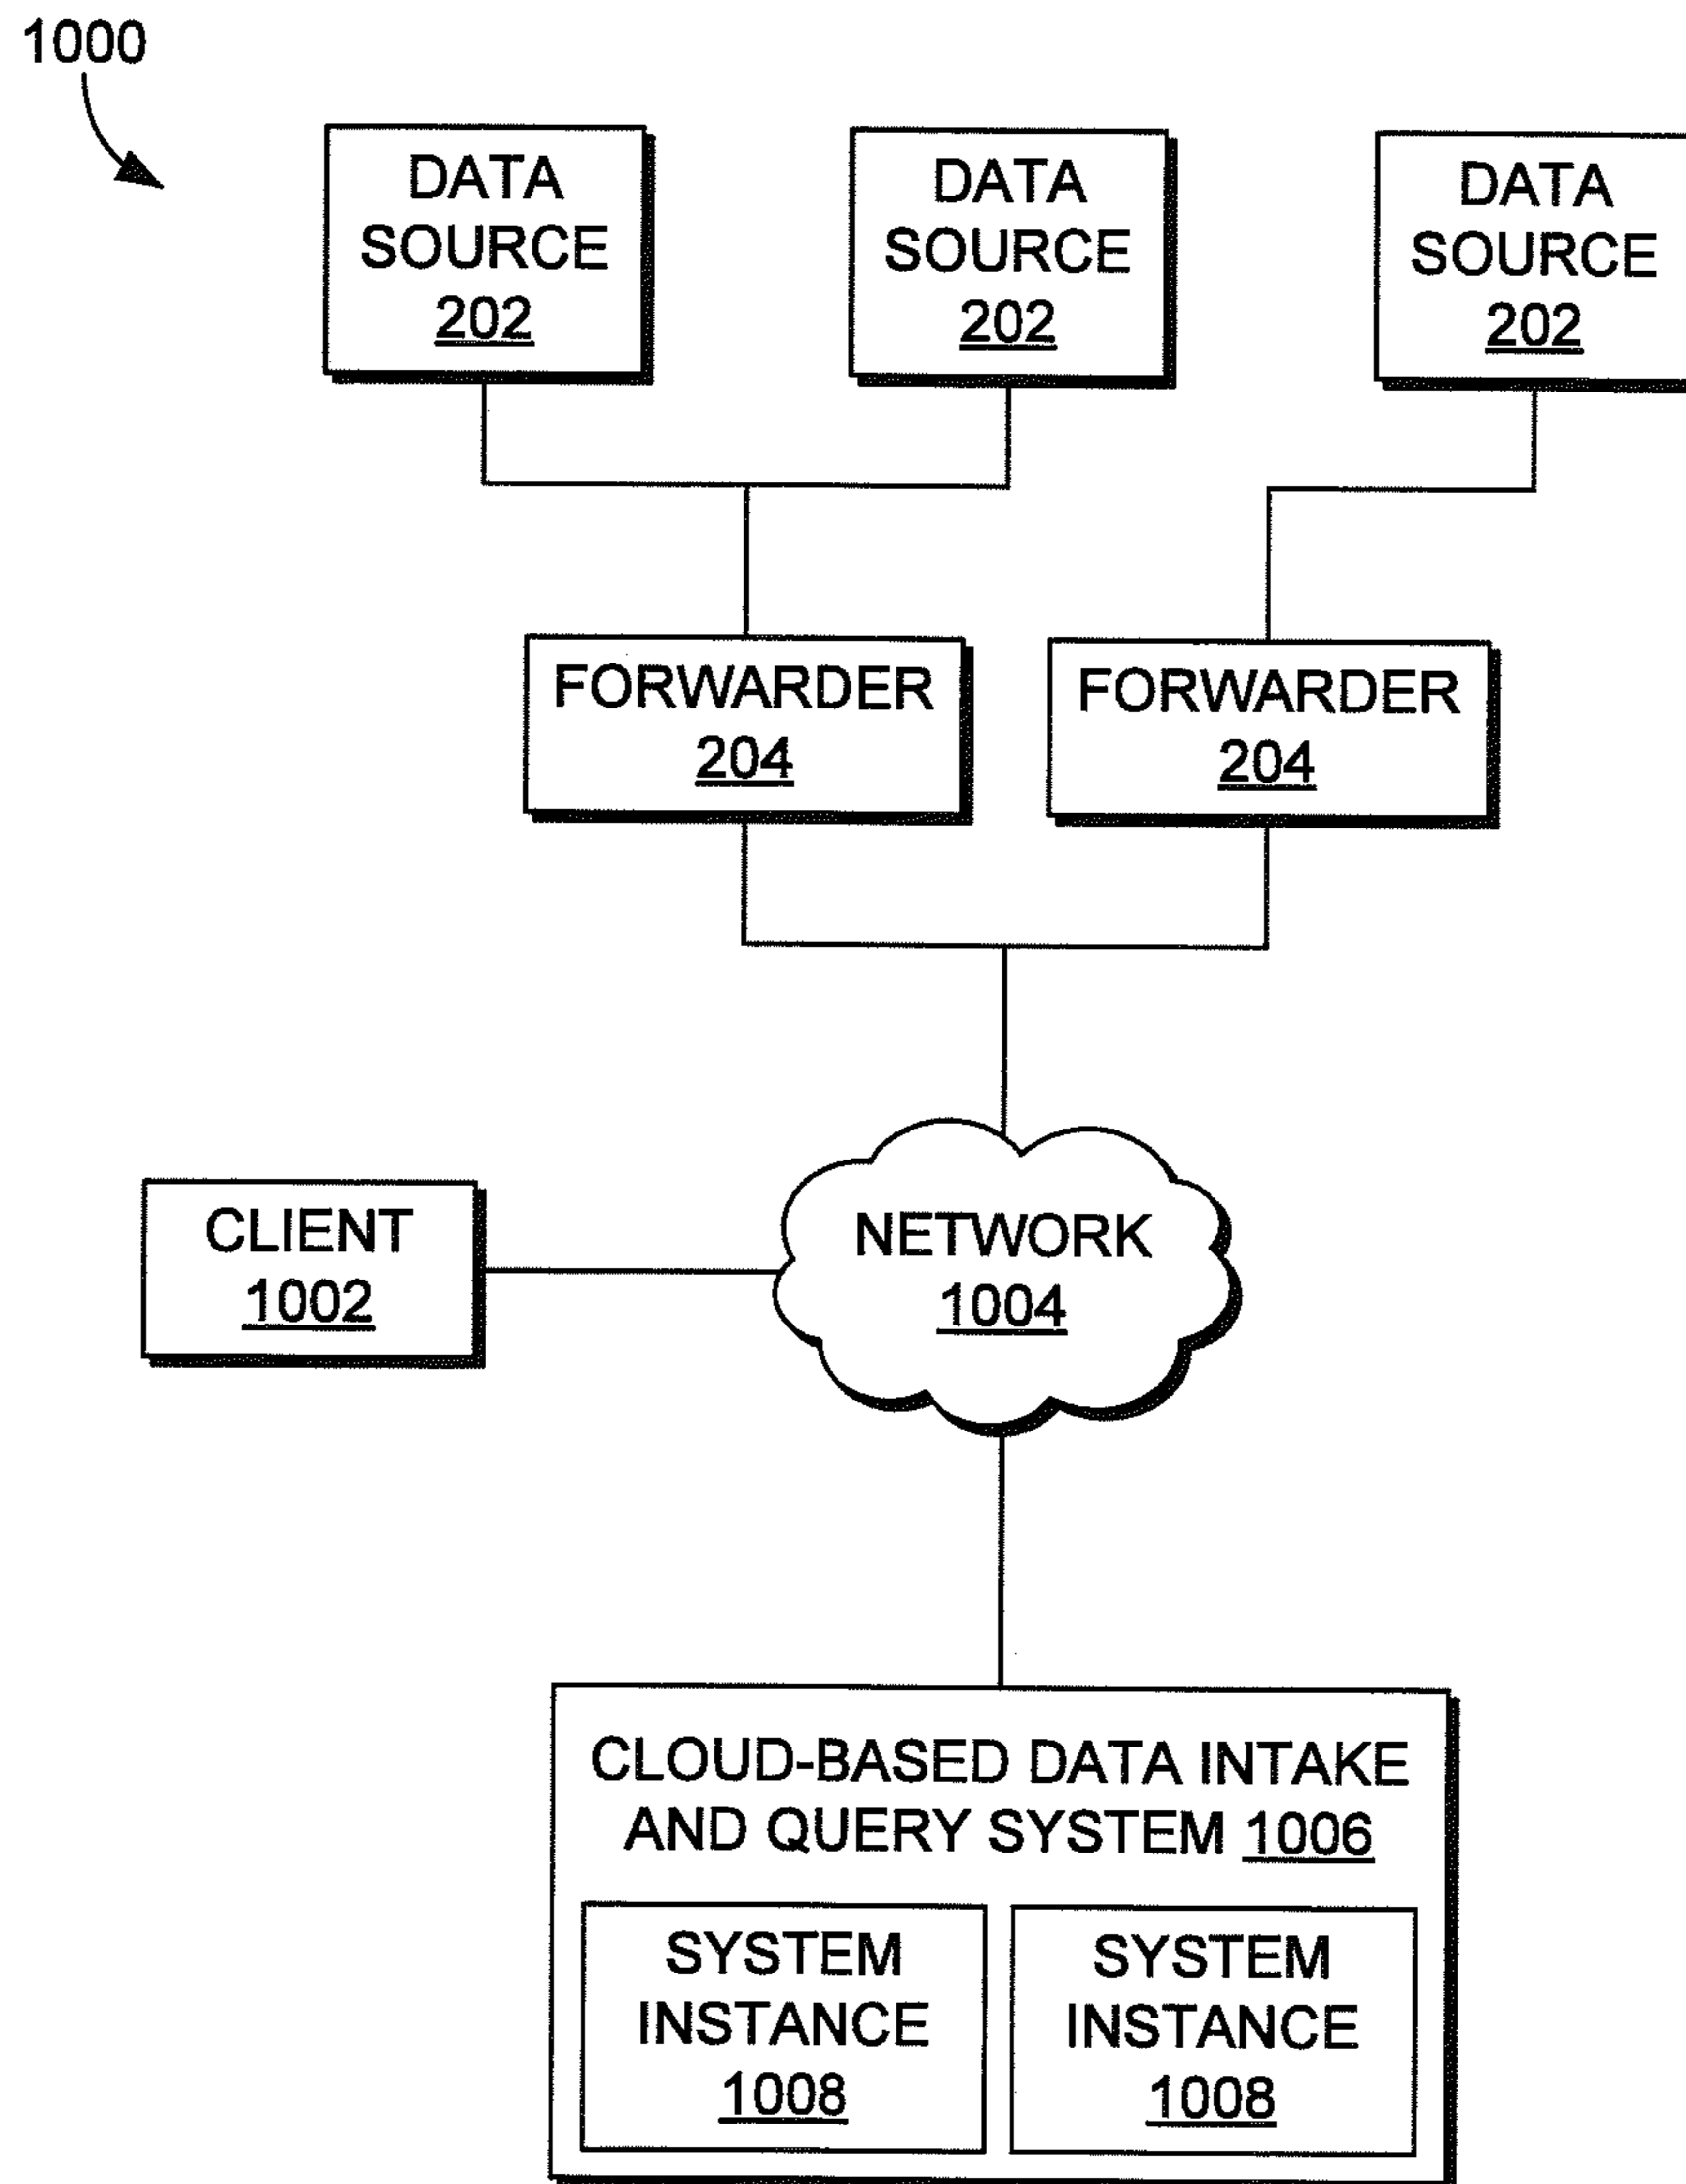 1000
DATA
SOURCE
202
DATA
SOURCE
202
DATA
SOURCE
202
FORWARDER
204
FORWARDER
204
CLIENT
1002
NETWORK
1004
CLOUD-BASED DATA INTAKE
AND QUERY SYSTEM 1006
SYSTEM
INSTANCE
1008
SYSTEM
INSTANCE
1008